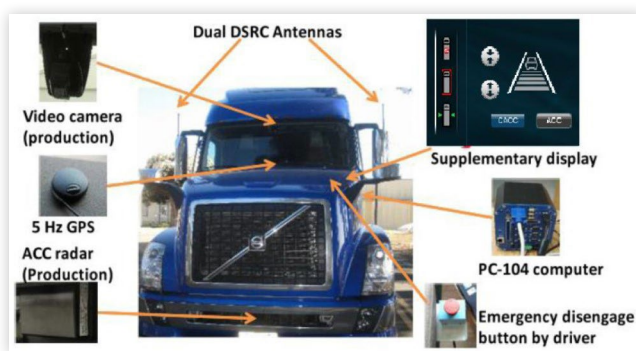 Dual DSRC Antennas
Video camera
(production)
Supplementary display
CACC
ACC
5 Hz GPS
ACC radar
(Production)
PC-104 computer
Emergency disengage
button by driver